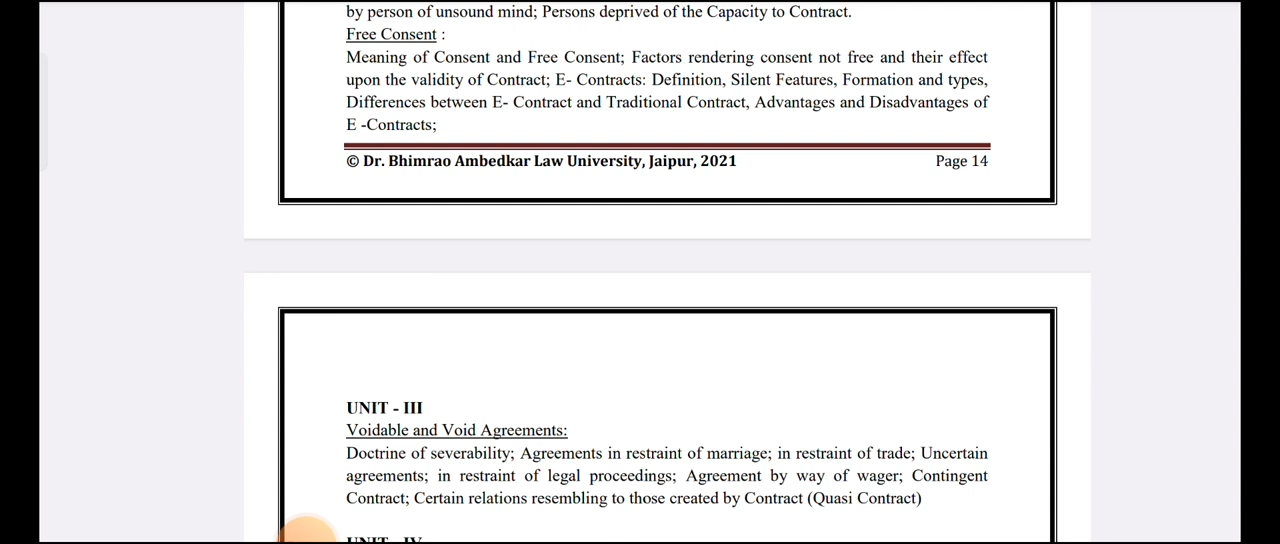 by person of unsound mind; Persons deprived of the Capacity to Contract.
Free Consent :
Meaning of Consent and Free Consent; Factors rendering consent not free and their effect
upon the validity of Contract; E- Contracts: Definition, Silent Features, Formation and types,
Differences between E- Contract and Traditional Contract, Advantages and Disadvantages of
E -Contracts;
© Dr. Bhimrao Ambedkar Law University, Jaipur, 2021 Page 14
UNIT - III
Voidable and Void Agreements:
Doctrine of severability; Agreements in restraint of marriage; in restraint of trade; Uncertain
agreements; in restraint of legal proceedings; Agreement by way of wager; Contingent
Contract; Certain relations resembling to those created by Contract (Quasi Contract)
UNIT - IV